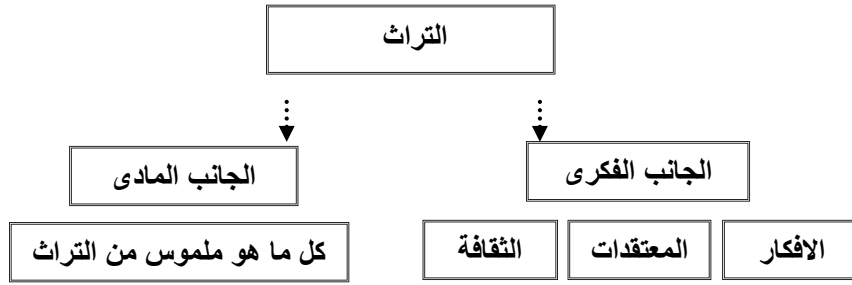 التراث
الجانب الفكرى
الجانب المادى
الافكار
المعتقدات
الثقافة
كل ما هو ملموس من التراث